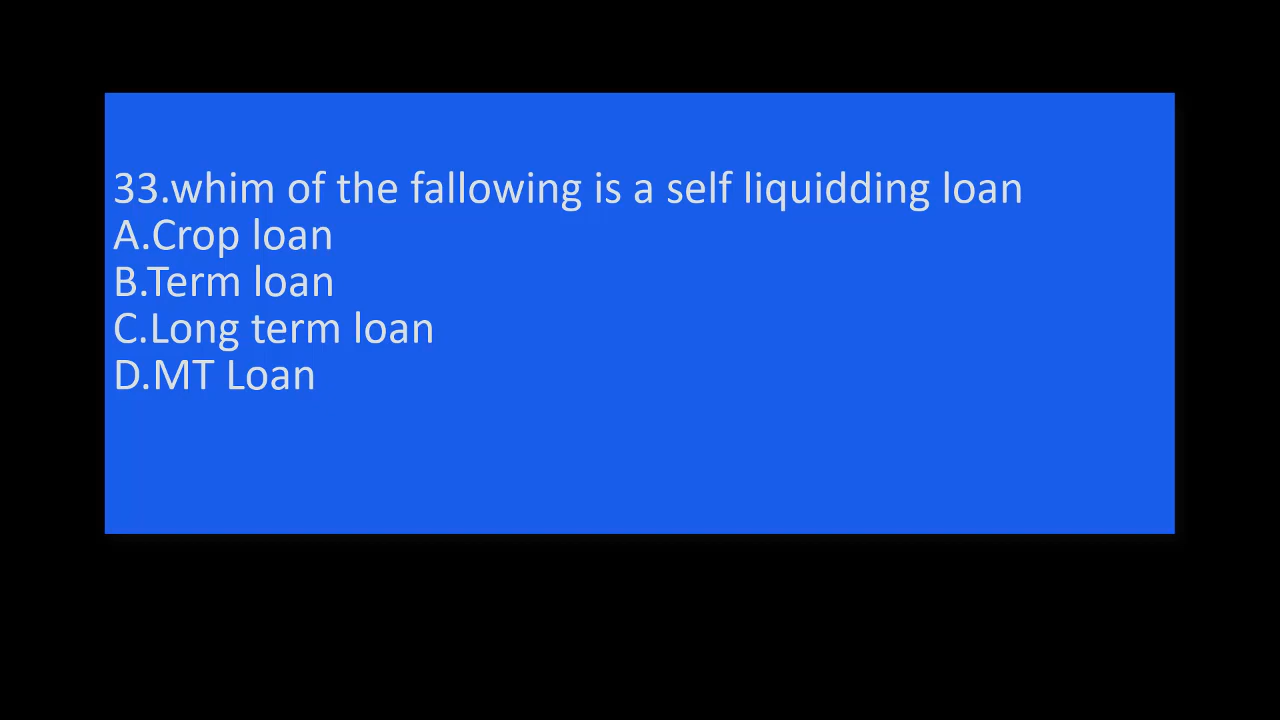 33.whim of the fallowing is a self liquidding loan
A.Crop loan
B.Term loan
C.Long term loan
D.MT Loan